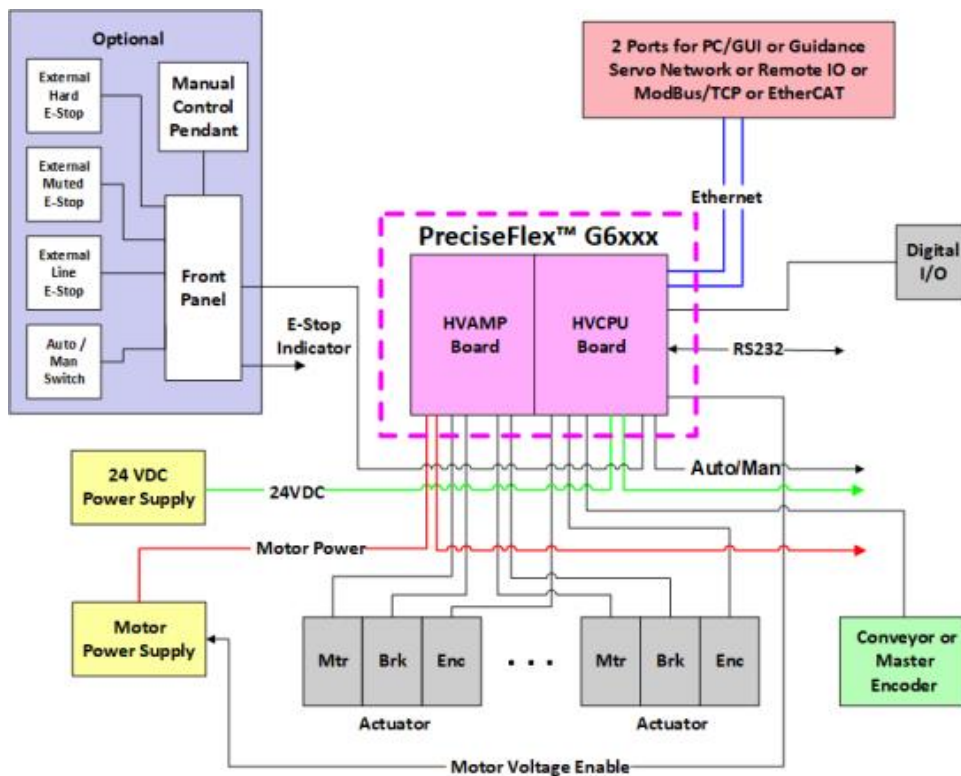 Optional
External
Hard
E-Stop
Manual
Control
Pendant
External
Muted
E-Stop
External
Line
E-Stop
Auto /
Man
Switch
Front
Panel
E-Stop
Indicator
2 Ports for PC/GUI or Guidance
Servo Network or Remote IO or
ModBus/TCP or EtherCAT
Ethernet
PreciseFlex™ G6xxx
HVAMP
Board
HVCPU
Board
Digital
I/O
RS232
Auto/Man
24 VDC
Power Supply
24VDC
Motor Power
Motor
Power Supply
Mtr
Brk
Enc
. . .
Mtr
Brk
Enc
Actuator
Actuator
Conveyor or
Master
Encoder
Motor Voltage Enable